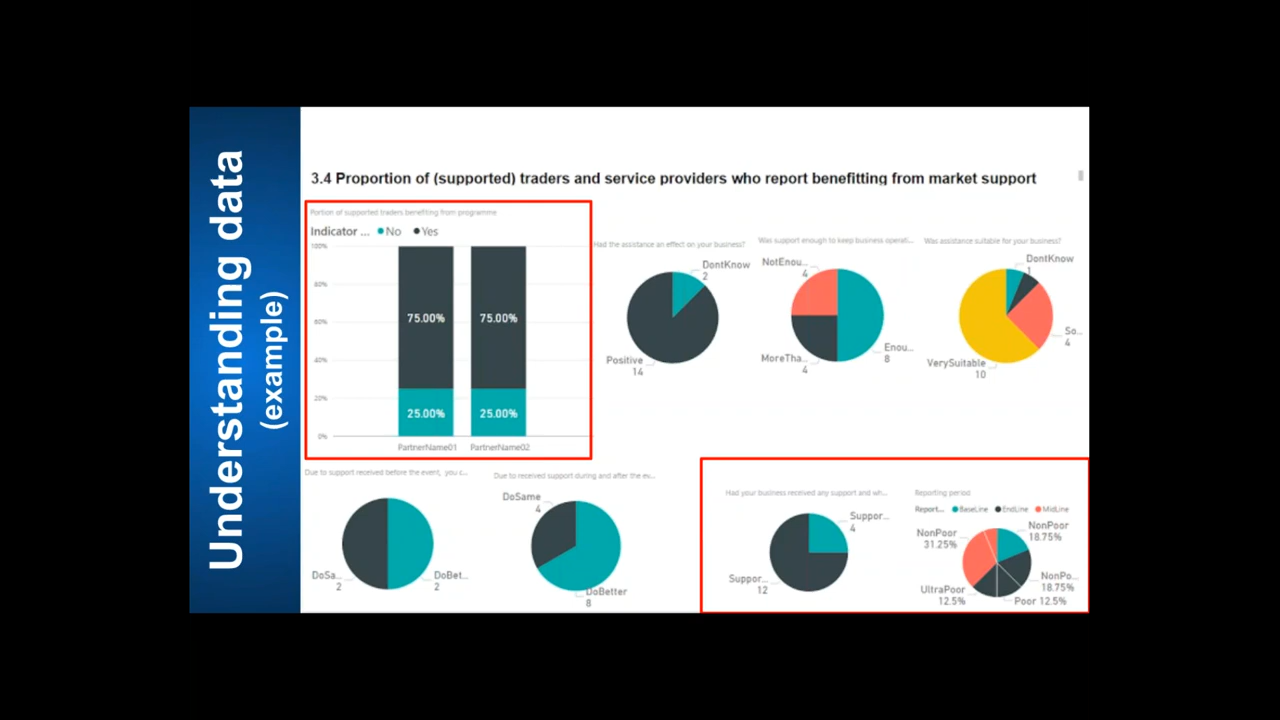 Understanding data
(example)
3.4 Proportion of (supported) traders and service providers who report benefitting from market support
Portion of supported traders benefiting from programme
Indicator ... No Yes
100%
80%
60%
40%
20%
0%
75.00% 75.00%
25.00% 25.00%
PartnerName01 PartnerName02
Had the assistance an effect on your business?
DontKnow
2
Positive
14
Was support enough to keep business operati...
NotEnou...
4
MoreTha...
4
Enou...
8
Was assistance suitable for your business?
DontKnow
1
So...
4
VerySuitable
10
Due to support received before the event, you c...
DoSa...
2
DoBet...
2
Due to received support during and after the ev...
DoSame
4
DoBetter
8
Had your business received any support and wh...
Suppor...
4
Suppor...
12
Reporting period
Report... BaseLine EndLine MidLine
NonPoor
31.25%
NonPoor
18.75%
NonPo...
18.75%
UltraPoor
12.5%
Poor 12.5%